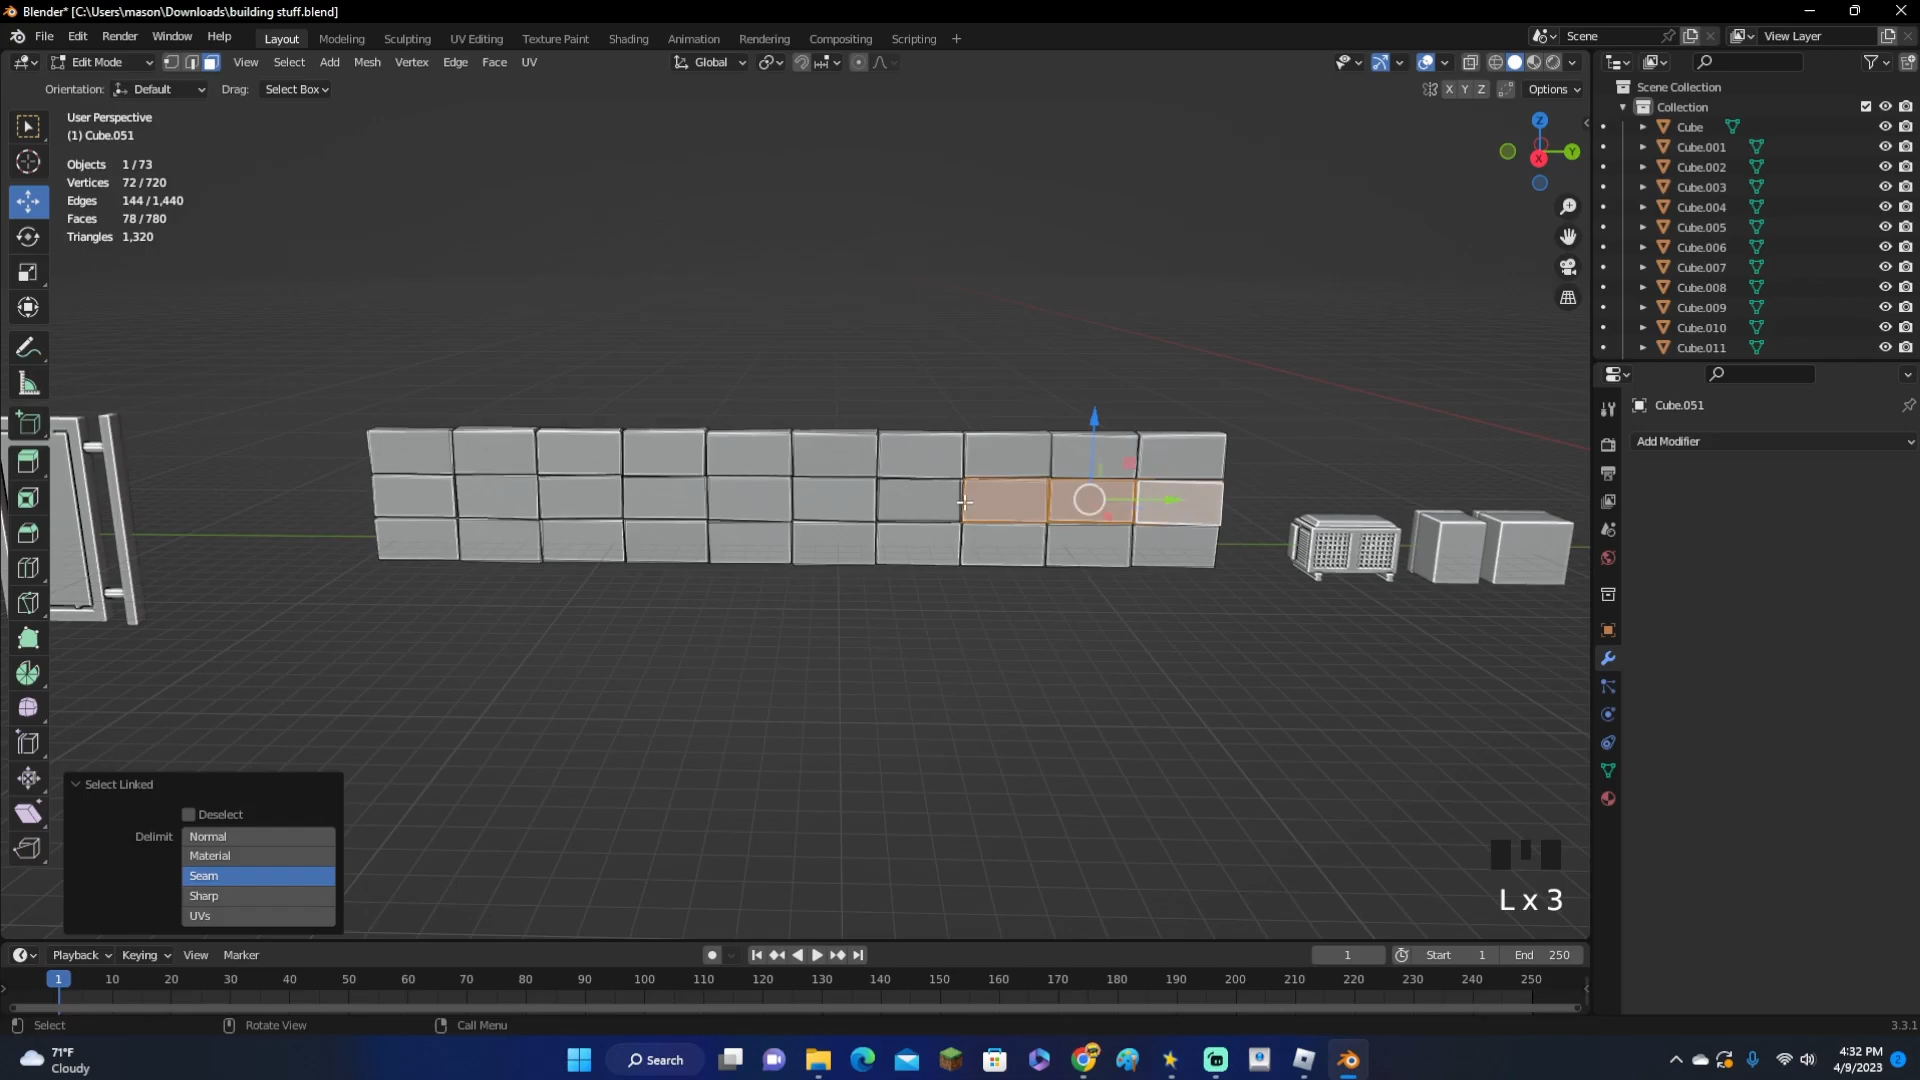 Blender* [C:\Users\mason\Downloads\building stuff.blend]
File Edit Render Window Help Layout Modeling Sculpting UV Editing Texture Paint Shading Animation Rendering Compositing Scripting + Scene View Layer
Edit Mode View Select Add Mesh Vertex Edge Face UV Global
Orientation: Default Drag: Select Box X Y Z Options
User Perspective
(1) Cube.051
Objects 1/73
Vertices 72/720
Edges 144/1,440
Faces 78/780
Triangles 1,320
Z
X
Y
Scene Collection
Collection
Cube
Cube.001
Cube.002
Cube.003
Cube.004
Cube.005
Cube.006
Cube.007
Cube.008
Cube.009
Cube.010
Cube.011
Cube.051
Add Modifier
Select Linked
Deselect
Delimit Normal
Material
Seam
Sharp
UVs
L x 3
Playback Keying View Marker 1 Start 1 End 250
1 10 20 30 40 50 60 70 80 90 100 110 120 130 140 150 160 170 180 190 200 210 220 230 240 250
Select Rotate View Call Menu 3.3.1
71°F
Cloudy
Search
4:32 PM
4/9/2023
2